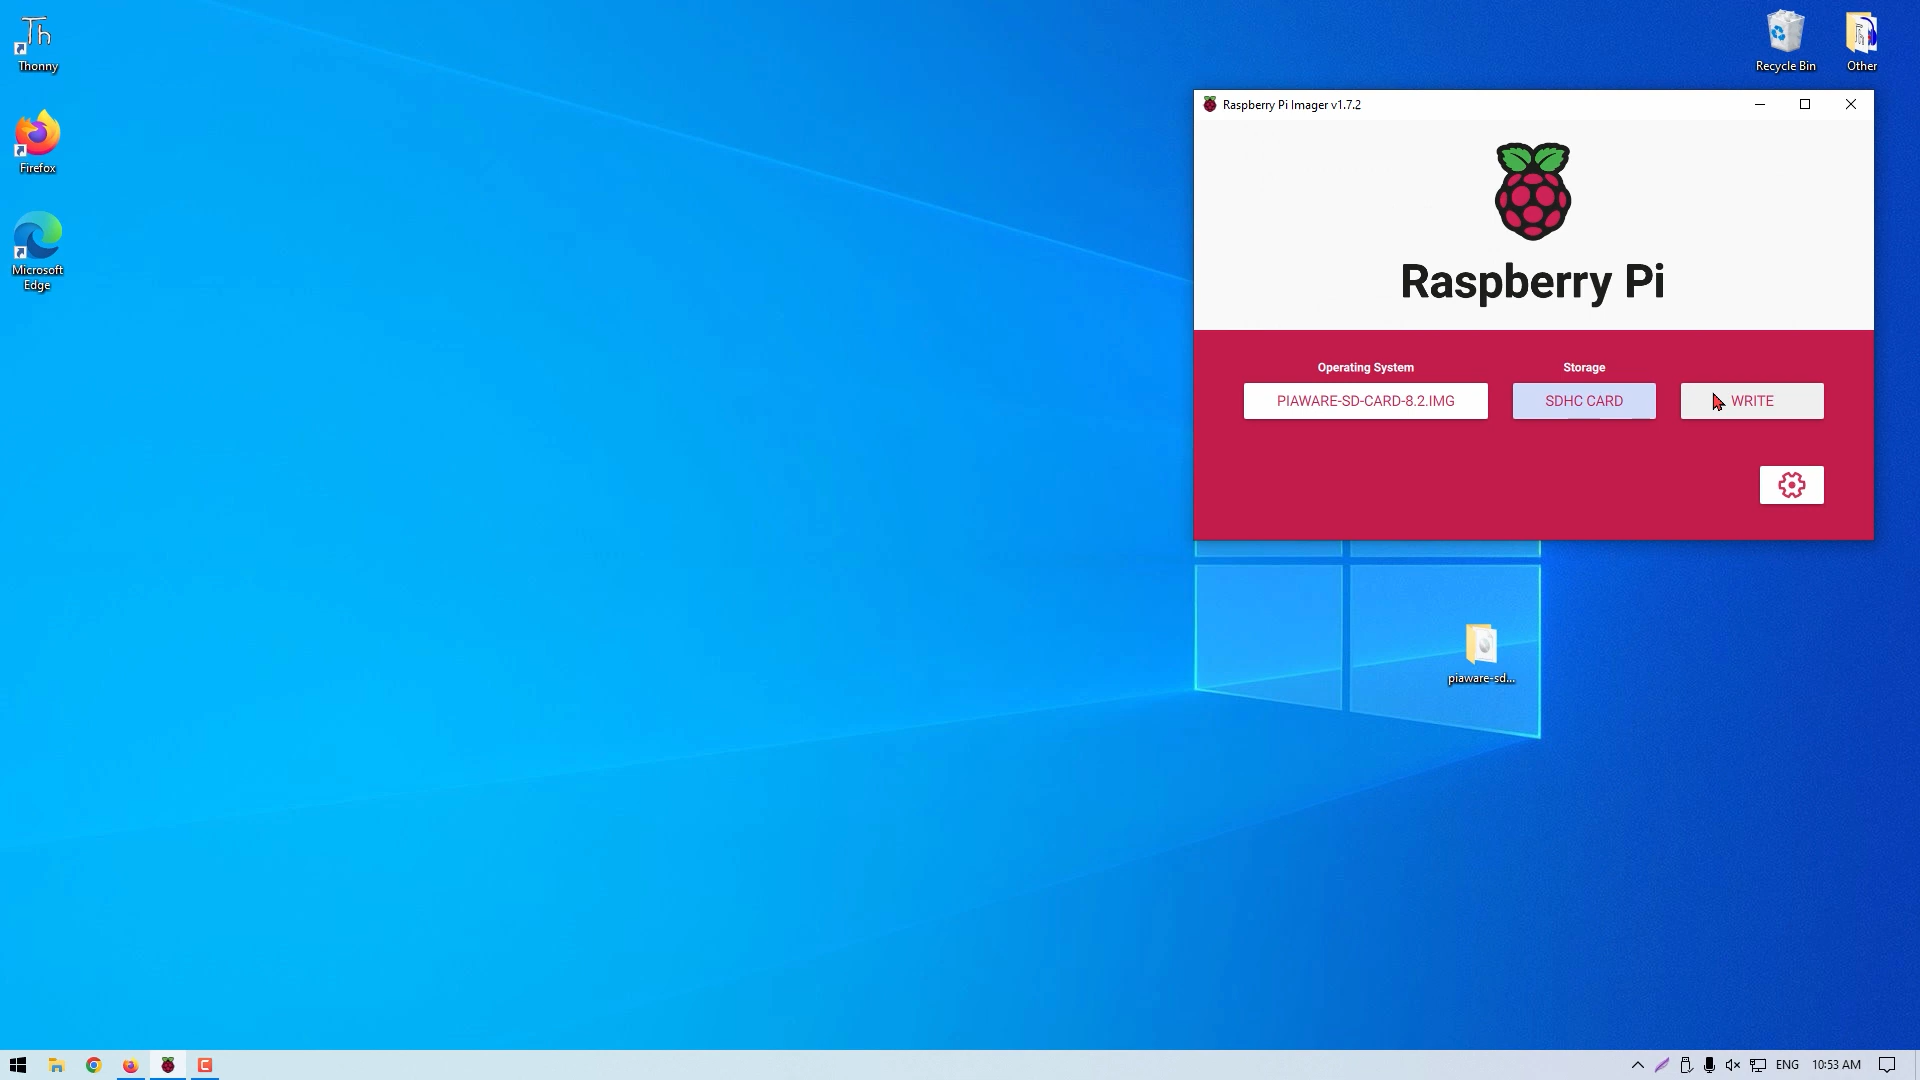 Thonny
Firefox
Microsoft
Edge
Recycle Bin
Other
Raspberry Pi Imager v1.7.2
Raspberry Pi
Operating System
Storage
PIAWARE-SD-CARD-8.2.IMG
SDHC CARD
WRITE
piaware-sd...
ENG
10:53 AM